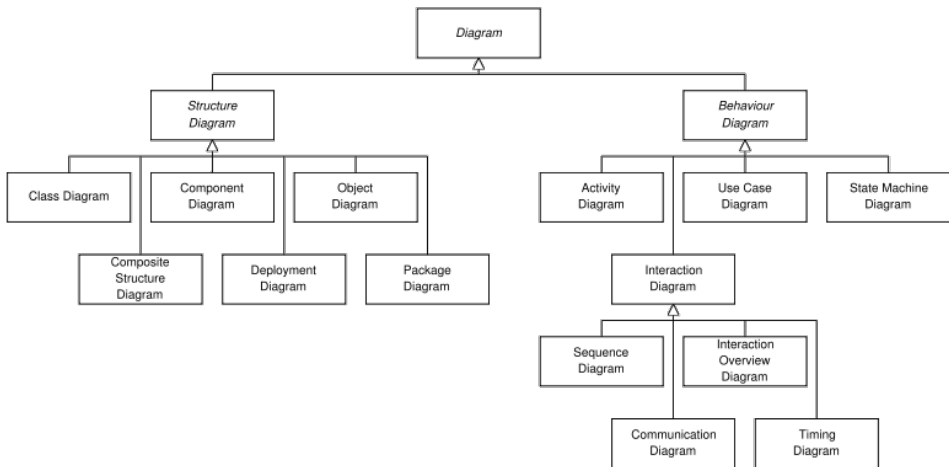 Diagram
Structure
Diagram
Behaviour
Diagram
Class Diagram
Component
Diagram
Object
Diagram
Activity
Diagram
Use Case
Diagram
State Machine
Diagram
Composite
Structure
Diagram
Deployment
Diagram
Package
Diagram
Interaction
Diagram
Sequence
Diagram
Interaction
Overview
Diagram
Communication
Diagram
Timing
Diagram